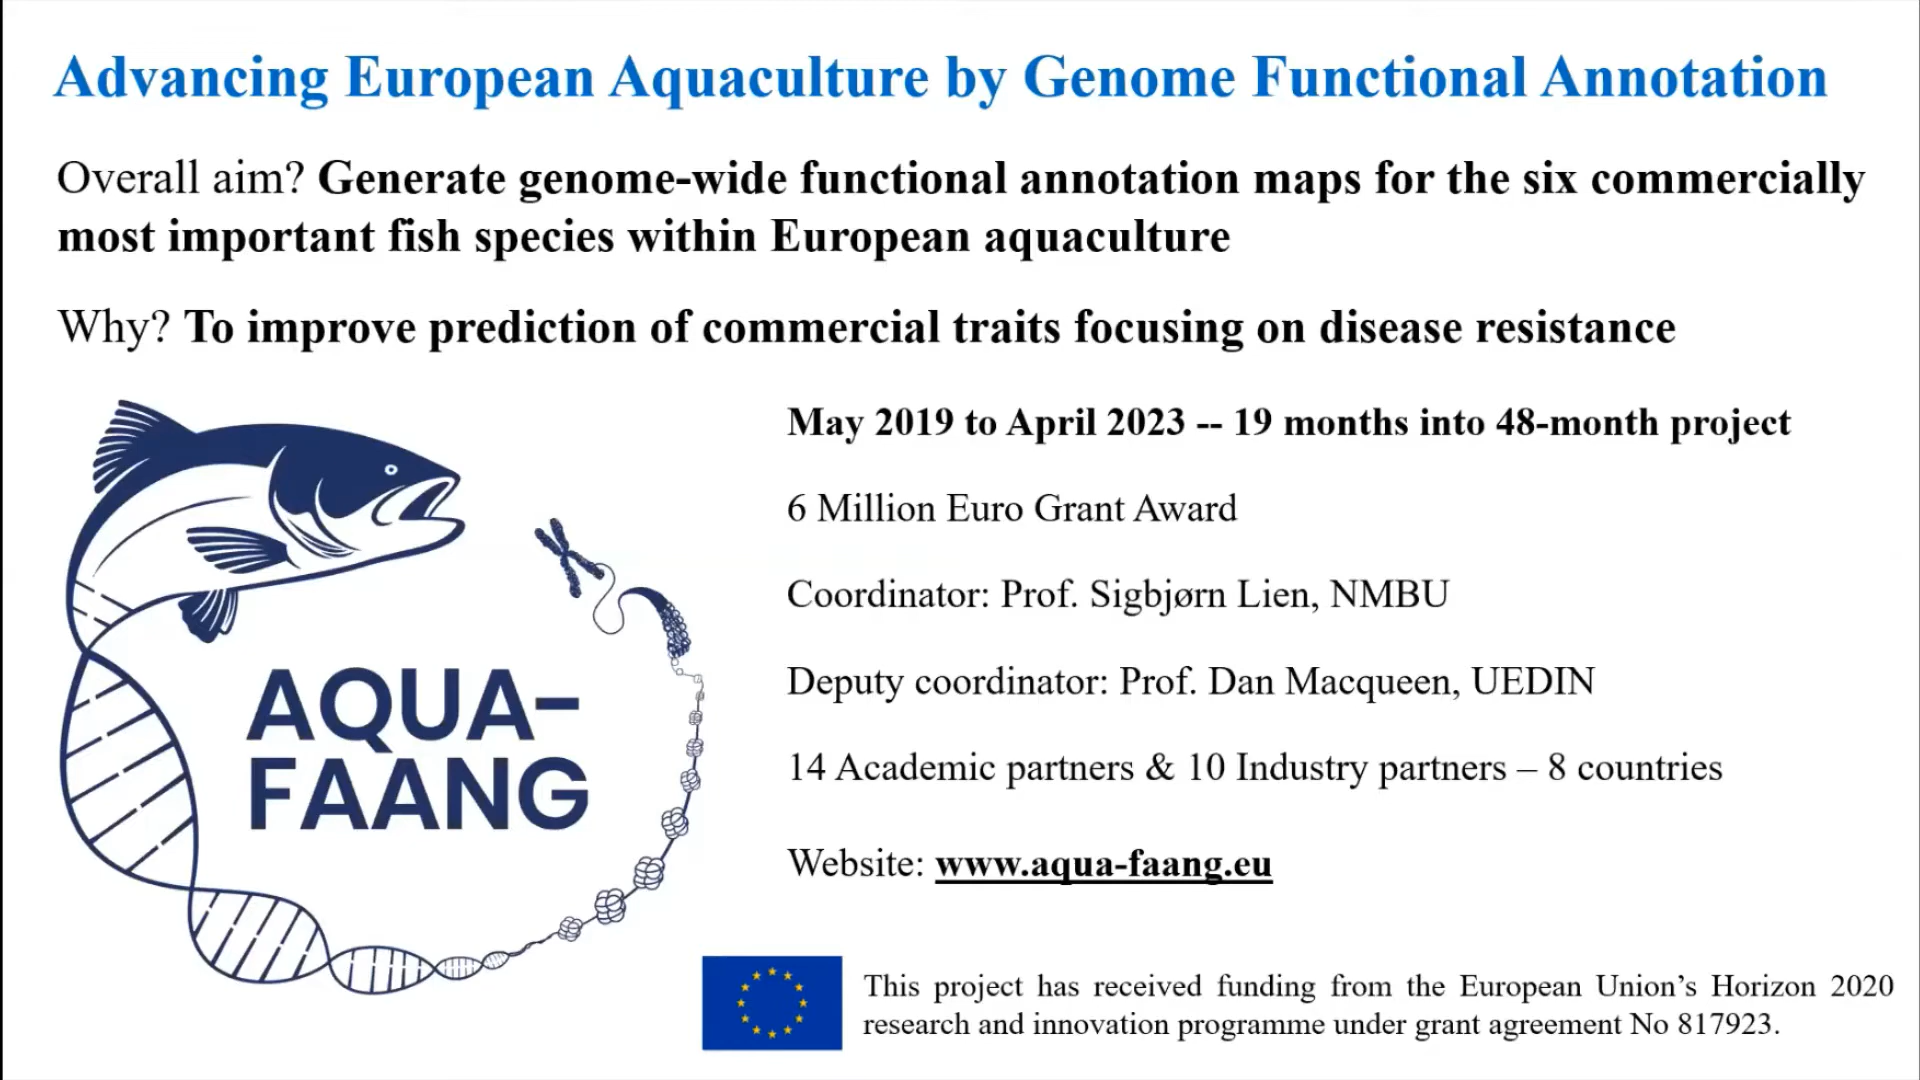 Advancing European Aquaculture by Genome Functional Annotation
Overall aim? Generate genome-wide functional annotation maps for the six commercially
most important fish species within European aquaculture
Why? To improve prediction of commercial traits focusing on disease resistance
May 2019 to April 2023 -- 19 months into 48-month project
6 Million Euro Grant Award
Coordinator: Prof. Sigbjørn Lien, NMBU
Deputy coordinator: Prof. Dan Macqueen, UEDIN
14 Academic partners & 10 Industry partners – 8 countries
Website: www.aqua-faang.eu
AQUA-
FAANG
This project has received funding from the European Union’s Horizon 2020
research and innovation programme under grant agreement No 817923.